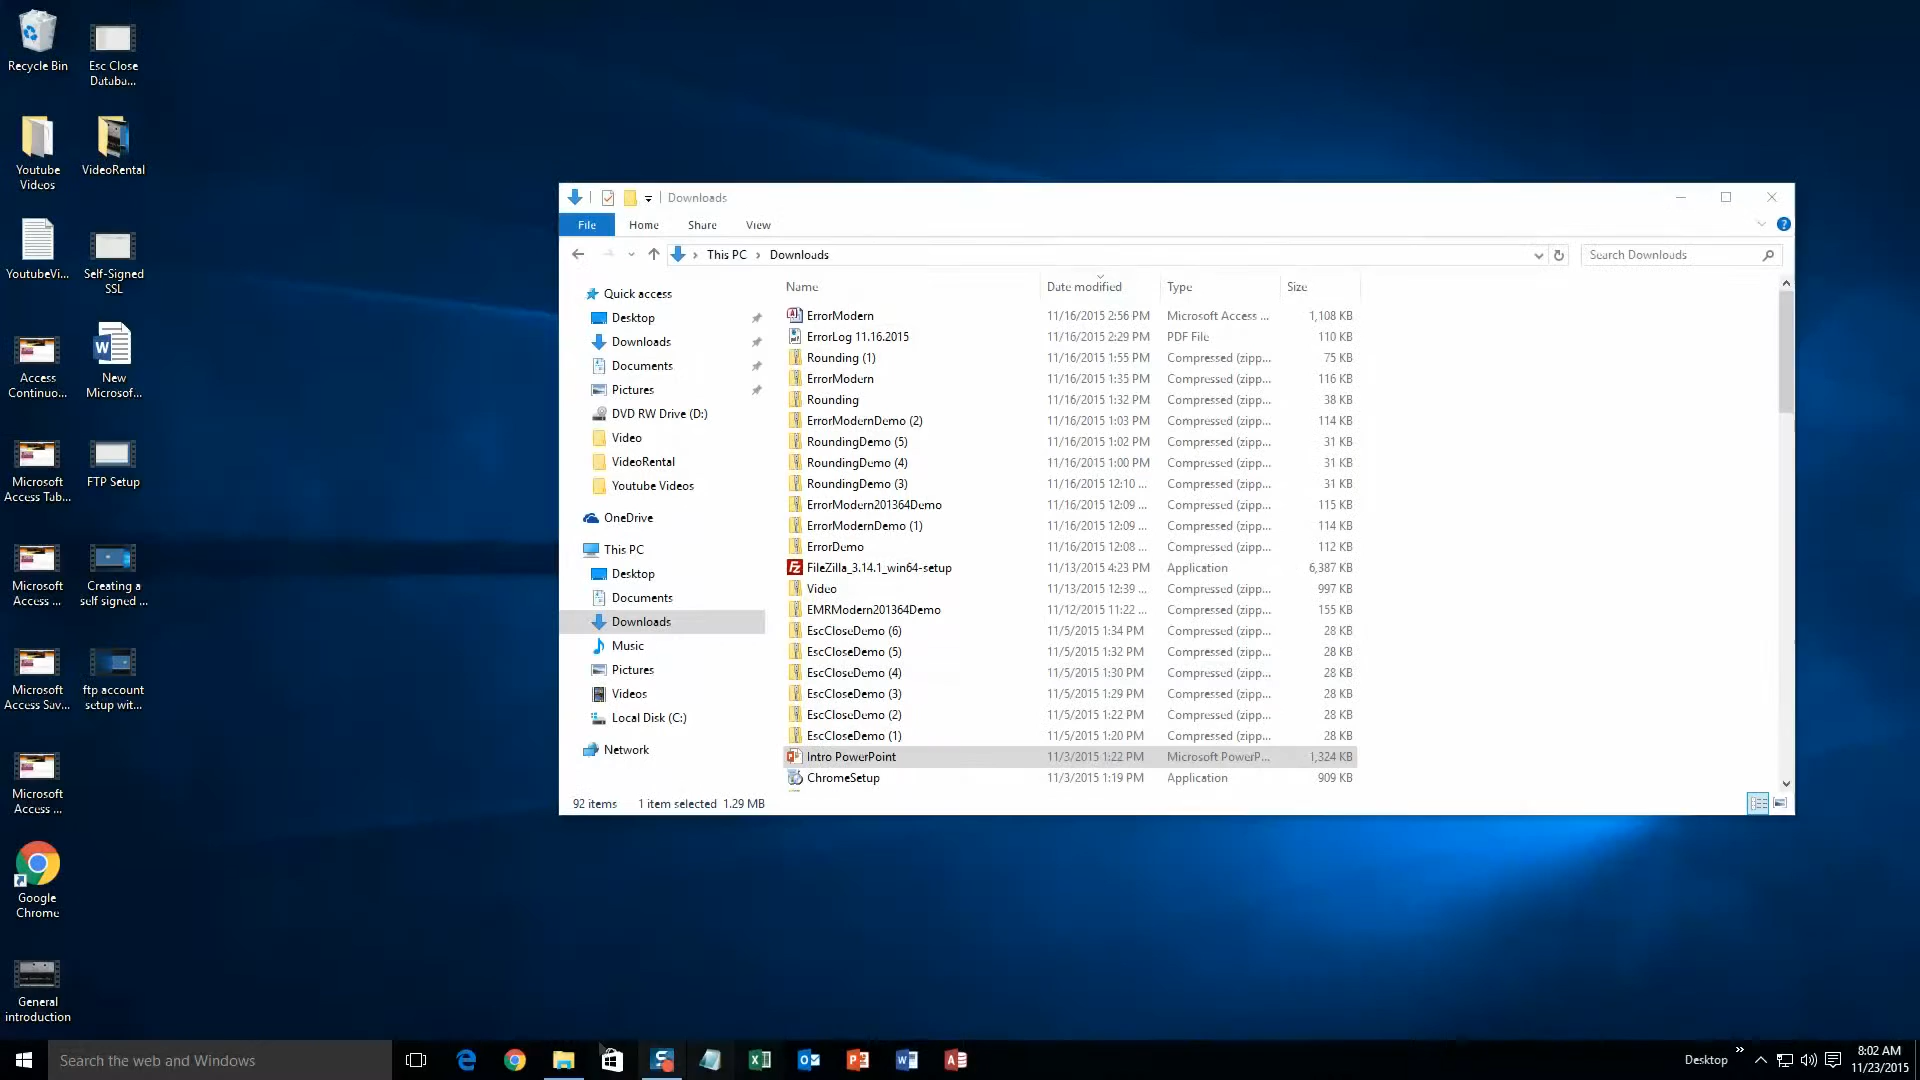 Recycle Bin
Esc Close
Databa...
Youtube
Videos
VideoRental
YoutubeVi...
Self-Signed
SSL
Access
Continuo...
New
Microsof...
Microsoft
Access Tab...
FTP Setup
Microsoft
Access ...
Creating a
self signed ...
Microsoft
Access Sav...
ftp account
setup wit...
Microsoft
Access ...
Google
Chrome
General
introduction
Downloads
File Home Share View
This PC > Downloads
Search Downloads
Quick access
Desktop
Downloads
Documents
Pictures
DVD RW Drive (D:)
Video
VideoRental
Youtube Videos
OneDrive
This PC
Desktop
Documents
Downloads
Music
Pictures
Videos
Local Disk (C:)
Network
Name Date modified Type Size
ErrorModern 11/16/2015 2:56 PM Microsoft Access ... 1,108 KB
ErrorLog 11.16.2015 11/16/2015 2:29 PM PDF File 110 KB
Rounding (1) 11/16/2015 1:55 PM Compressed (zipp... 75 KB
ErrorModern 11/16/2015 1:35 PM Compressed (zipp... 116 KB
Rounding 11/16/2015 1:32 PM Compressed (zipp... 38 KB
ErrorModernDemo (2) 11/16/2015 1:03 PM Compressed (zipp... 114 KB
RoundingDemo (5) 11/16/2015 1:02 PM Compressed (zipp... 31 KB
RoundingDemo (4) 11/16/2015 1:00 PM Compressed (zipp... 31 KB
RoundingDemo (3) 11/16/2015 12:10 ... Compressed (zipp... 31 KB
ErrorModern201364Demo 11/16/2015 12:09 ... Compressed (zipp... 115 KB
ErrorModernDemo (1) 11/16/2015 12:09 ... Compressed (zipp... 114 KB
ErrorDemo 11/16/2015 12:08 ... Compressed (zipp... 112 KB
FileZilla_3.14.1_win64-setup 11/13/2015 4:23 PM Application 6,387 KB
Video 11/13/2015 12:39 ... Compressed (zipp... 997 KB
EMRModern201364Demo 11/12/2015 11:22 ... Compressed (zipp... 155 KB
EscCloseDemo (6) 11/5/2015 1:34 PM Compressed (zipp... 28 KB
EscCloseDemo (5) 11/5/2015 1:32 PM Compressed (zipp... 28 KB
EscCloseDemo (4) 11/5/2015 1:30 PM Compressed (zipp... 28 KB
EscCloseDemo (3) 11/5/2015 1:29 PM Compressed (zipp... 28 KB
EscCloseDemo (2) 11/5/2015 1:22 PM Compressed (zipp... 28 KB
EscCloseDemo (1) 11/5/2015 1:20 PM Compressed (zipp... 28 KB
Intro PowerPoint 11/3/2015 1:22 PM Microsoft PowerP... 1,324 KB
ChromeSetup 11/3/2015 1:19 PM Application 909 KB
92 items 1 item selected 1.29 MB
Search the web and Windows
Desktop
8:02 AM
11/23/2015